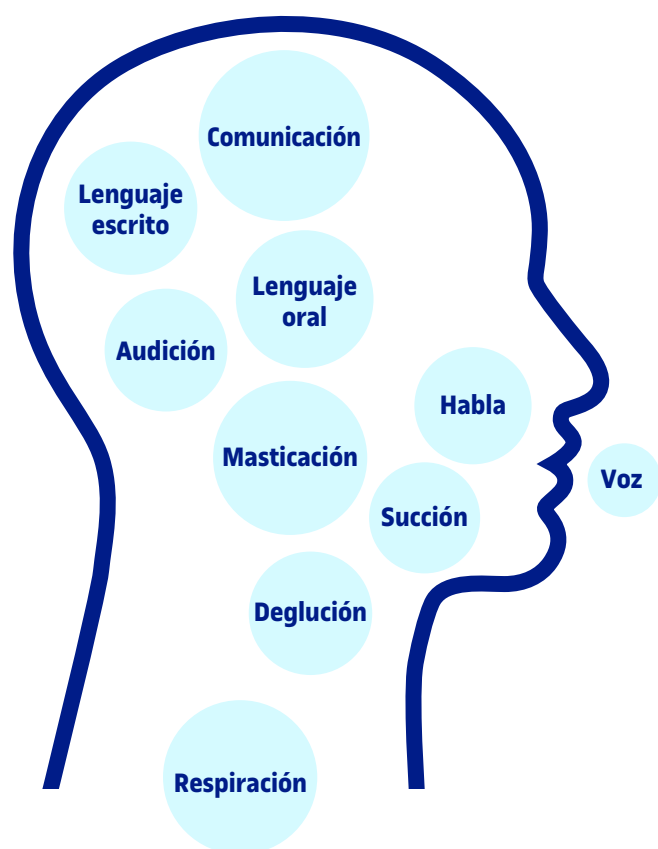 Comunicación
Lenguaje
escrito
Lenguaje
oral
Audición
Habla
Masticación
Voz
Succión
Deglución
Respiración